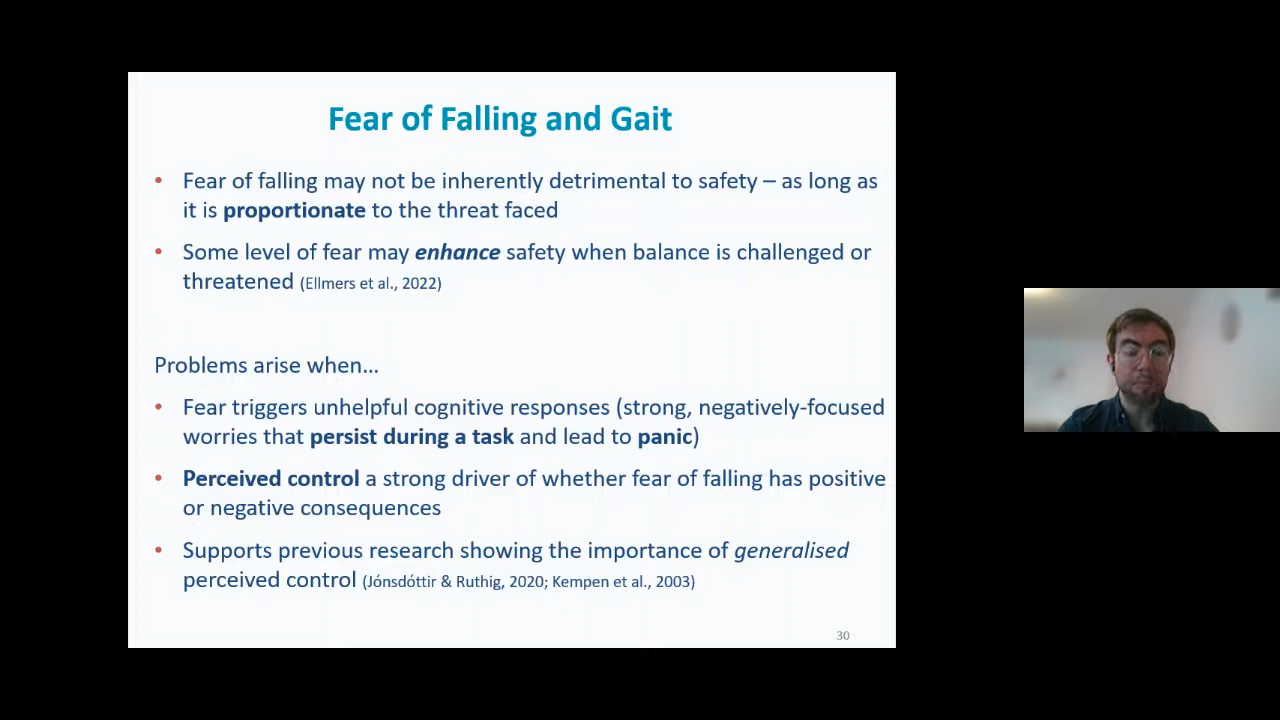 Fear of Falling and Gait
• Fear of falling may not be inherently detrimental to safety – as long as
it is proportionate to the threat faced
• Some level of fear may enhance safety when balance is challenged or
threatened (Ellmers et al., 2022)
Problems arise when…
• Fear triggers unhelpful cognitive responses (strong, negatively-focused
worries that persist during a task and lead to panic)
• Perceived control a strong driver of whether fear of falling has positive
or negative consequences
• Supports previous research showing the importance of generalised
perceived control (Jónsdóttir & Ruthig, 2020; Kempen et al., 2003)
30